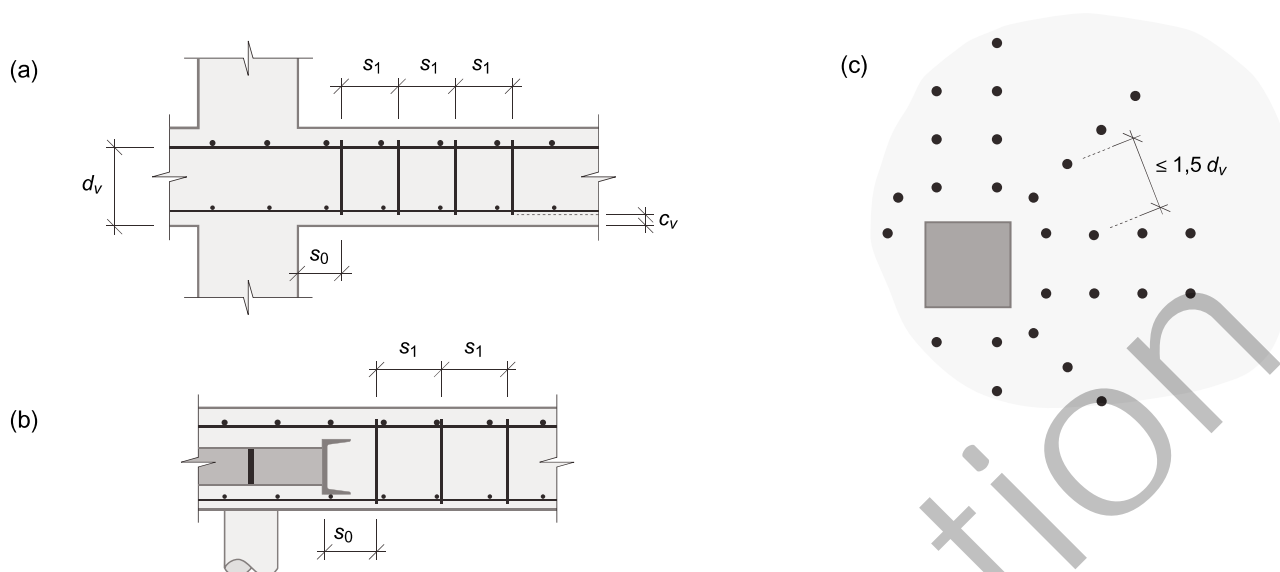 (a)
s1 s1 s1
dv
cv
s0
(b)
s1 s1
s0
(c)
≤ 1,5 dv
tion